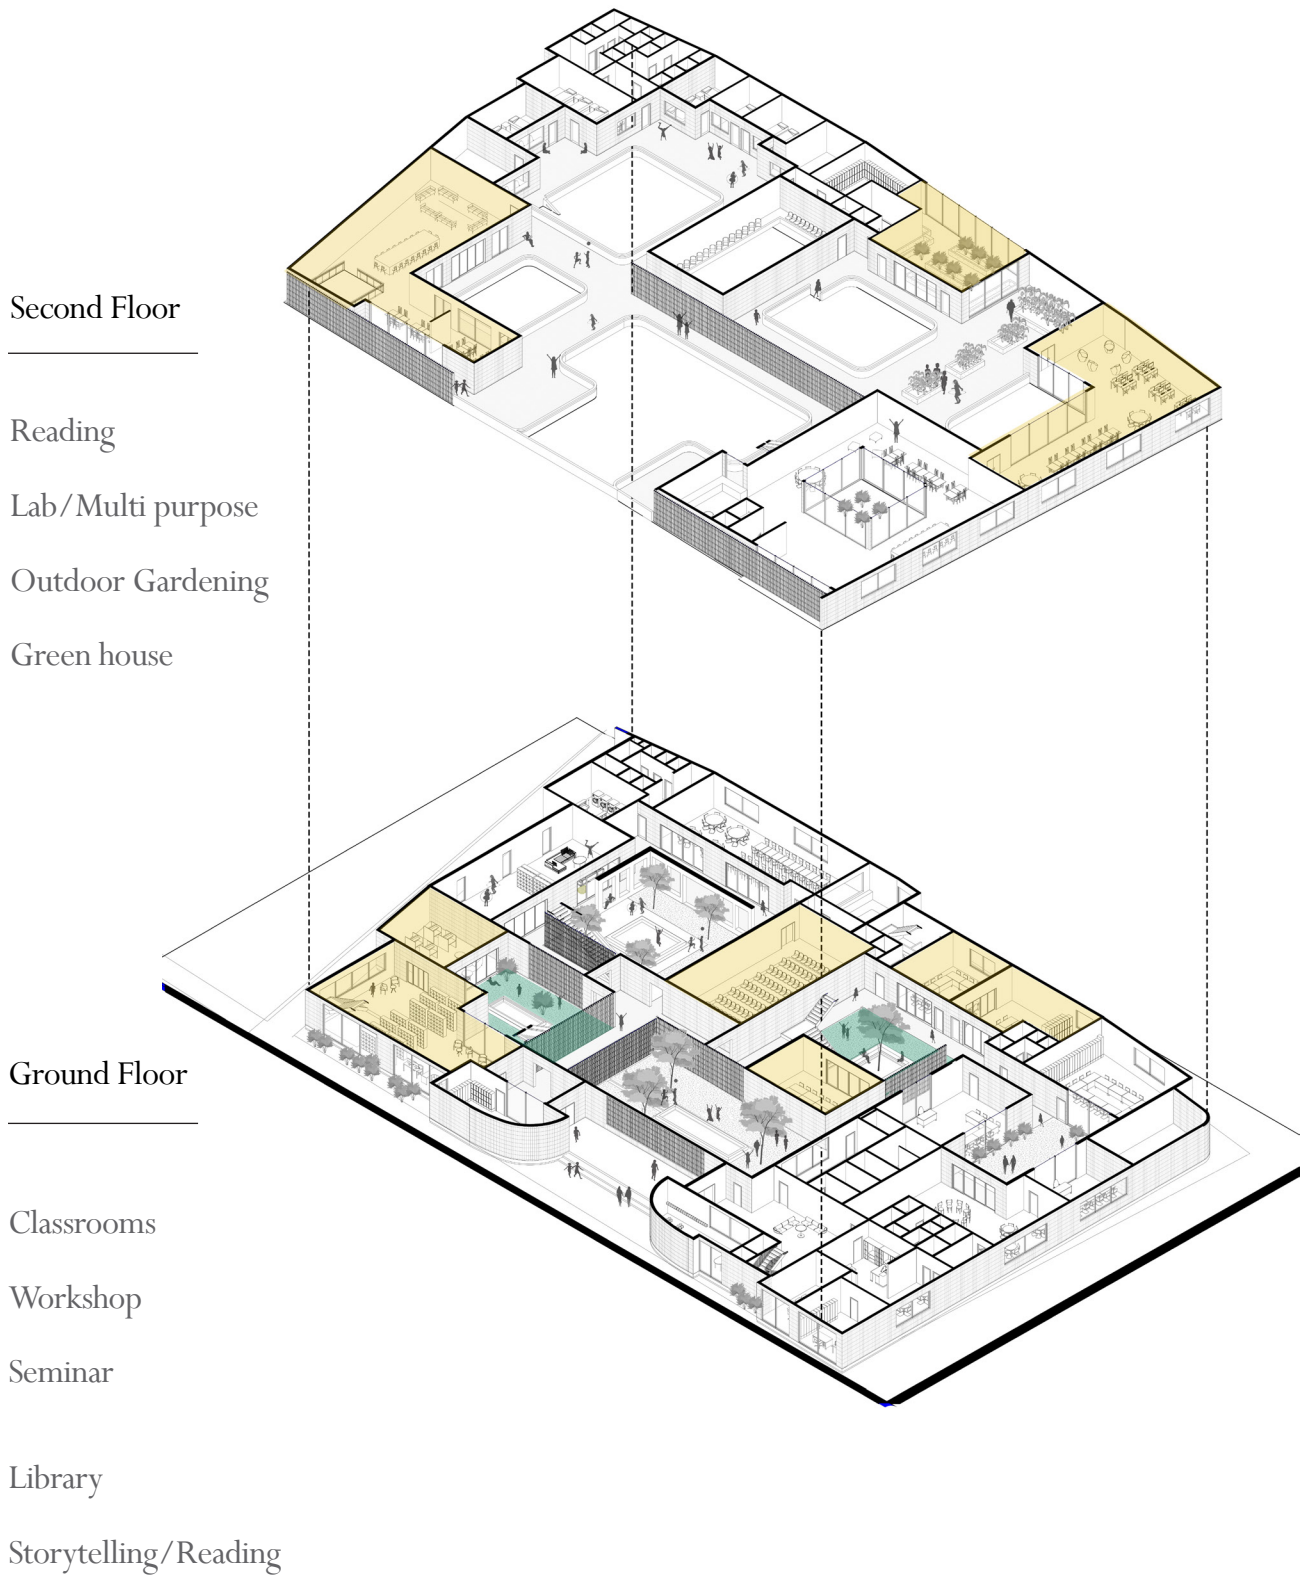 Second Floor
Reading
Lab/Multi purpose
Outdoor Gardening
Green house
Ground Floor
Classrooms
Workshop
Seminar
Library
Storytelling/Reading